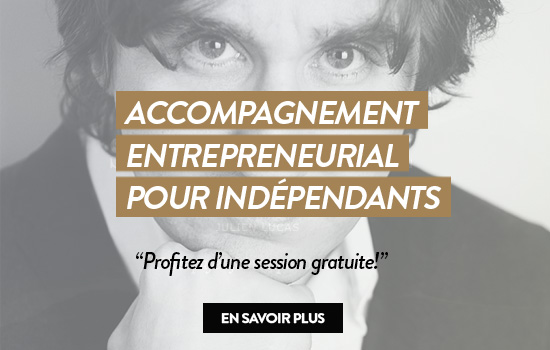 ACCOMPAGNEMENT
ENTREPRENEURIAL
POUR INDÉPENDANTS
“Profitez d’une session gratuite!”
EN SAVOIR PLUS